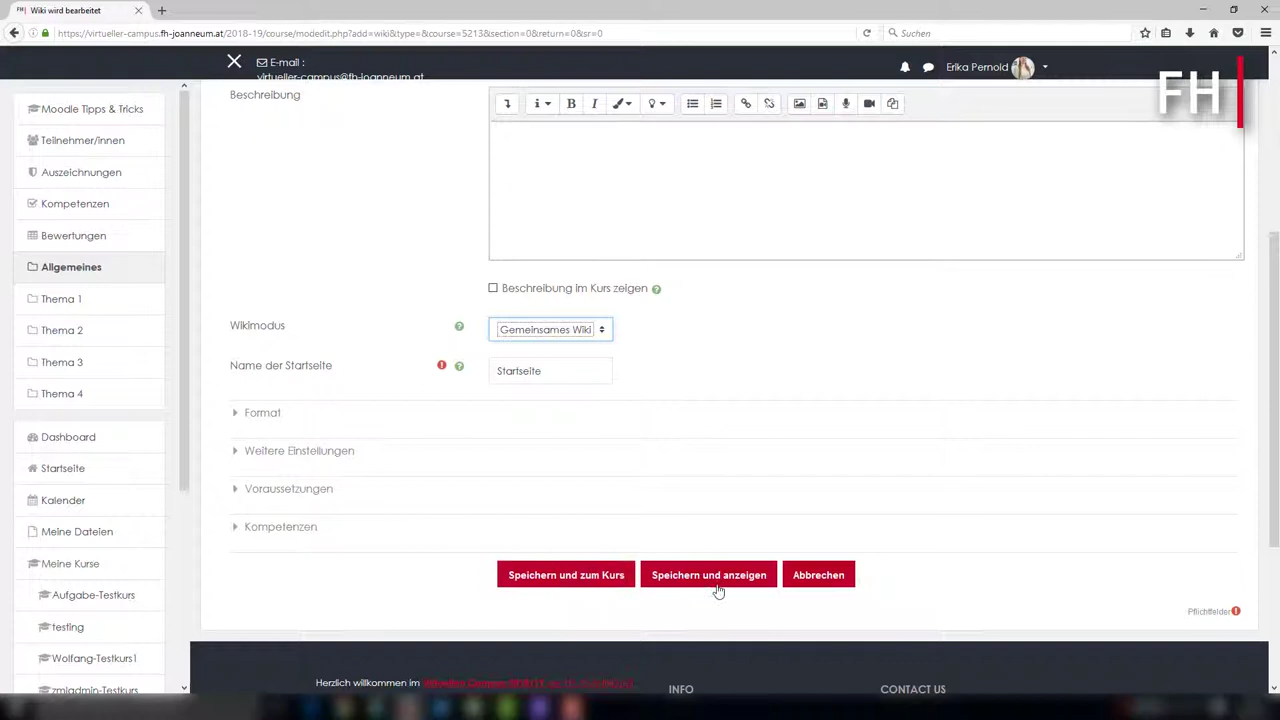 FH Wiki wird bearbeitet
https://virtueller-campus.fh-joanneum.at/2018-19/course/modedit.php?add=wiki&type=&course=5213&section=0&return=0&sr=0
Suchen
E-mail :
virtueller-campus@fh-joanneum.at
Erika Pernold
FH
Moodle Tipps & Tricks
Teilnehmer/innen
Auszeichnungen
Kompetenzen
Bewertungen
Allgemeines
Thema 1
Thema 2
Thema 3
Thema 4
Dashboard
Startseite
Kalender
Meine Dateien
Meine Kurse
Aufgabe-Testkurs
testing
Wolfang-Testkurs1
zmladmin-Testkurs
Beschreibung
Beschreibung im Kurs zeigen
Wikimodus
Gemeinsames Wiki
Name der Startseite
Startseite
Format
Weitere Einstellungen
Voraussetzungen
Kompetenzen
Speichern und zum Kurs
Speichern und anzeigen
Abbrechen
Pflichtfelder
Herzlich willkommen im
INFO
CONTACT US